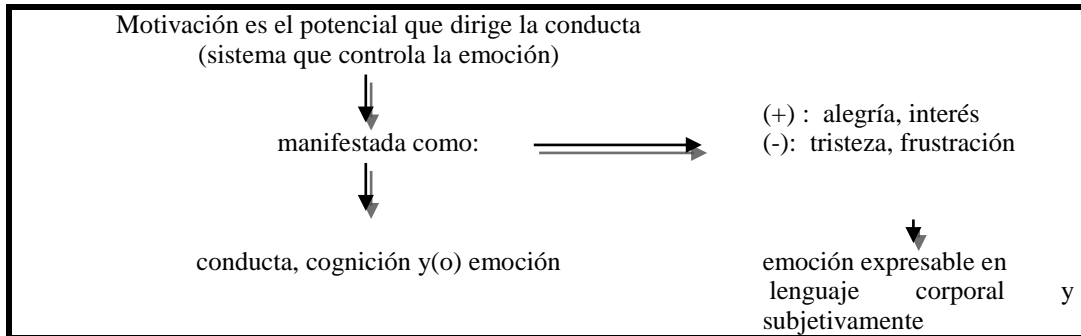 Motivación es el potencial que dirige la conducta
(sistema que controla la emoción)
manifestada como:
(+) : alegría, interés
(-): tristeza, frustración
conducta, cognición y(o) emoción
emoción expresable en
lenguaje corporal y
subjetivamente